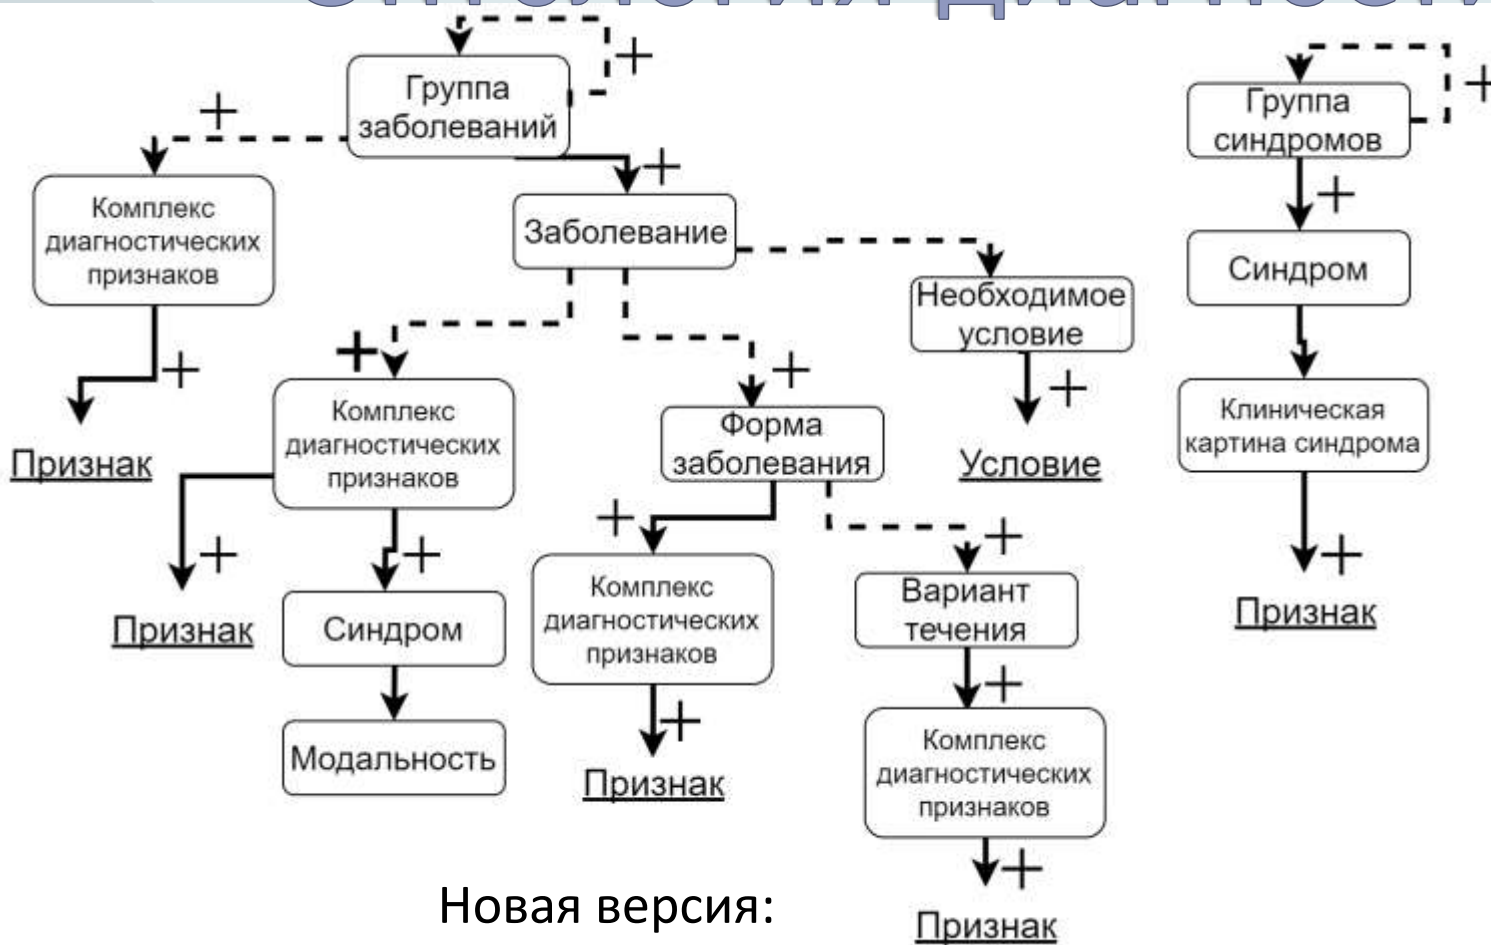 Группа
заболеваний
+
+
+
Комплекс
диагностических
признаков
+
Признак
Заболевание
Необходимое
условие
+
Условие
+
Комплекс
диагностических
признаков
+
Признак
+
Синдром
Модальность
+
Форма
заболевания
+
Комплекс
диагностических
признаков
+
Признак
+
Вариант
течения
+
Комплекс
диагностических
признаков
+
Признак
Группа
синдромов
+
+
Синдром
Клиническая
картина синдрома
+
Признак
Новая версия: